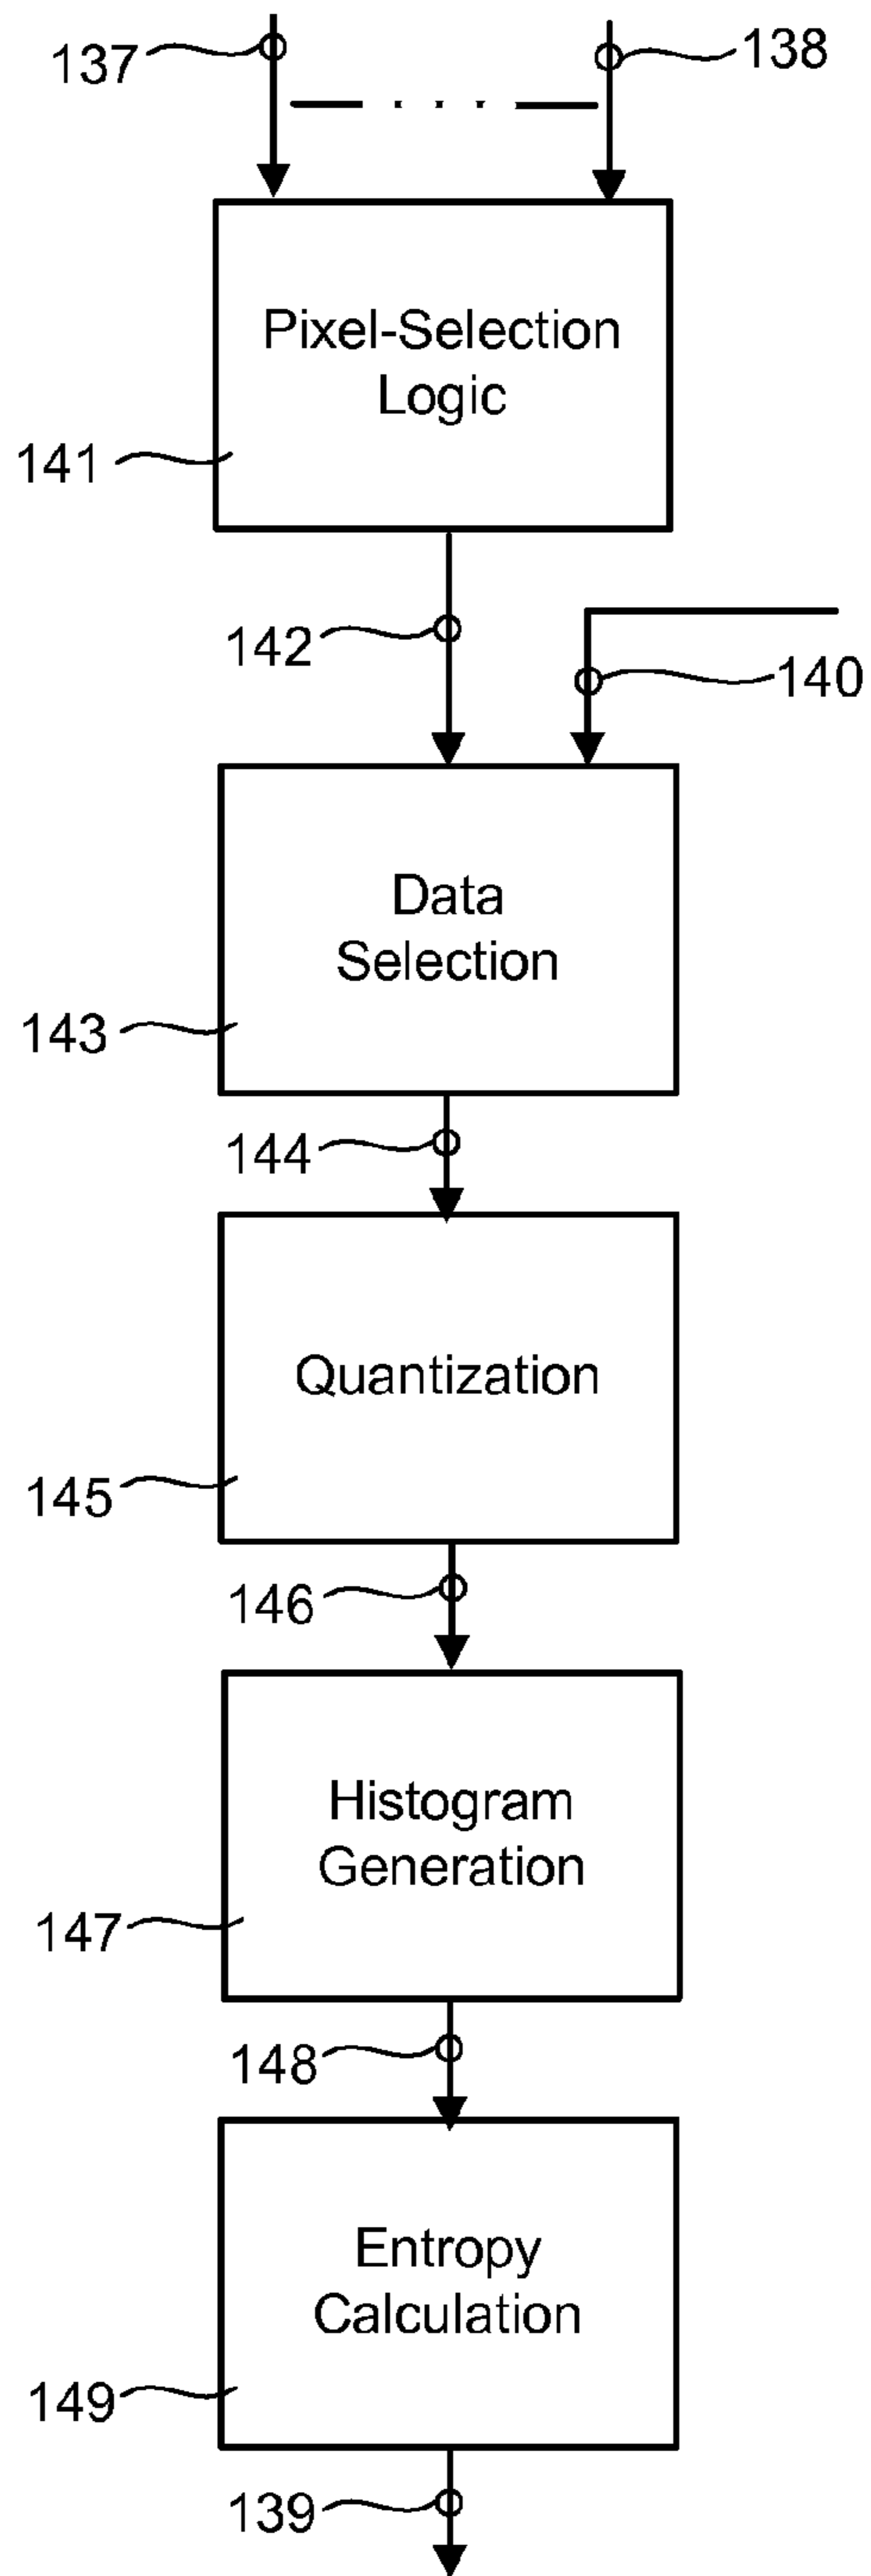 137
138
Pixel-Selection
Logic
141
142
140
Data
Selection
143
144
Quantization
145
146
Histogram
Generation
147
148
Entropy
Calculation
149
139